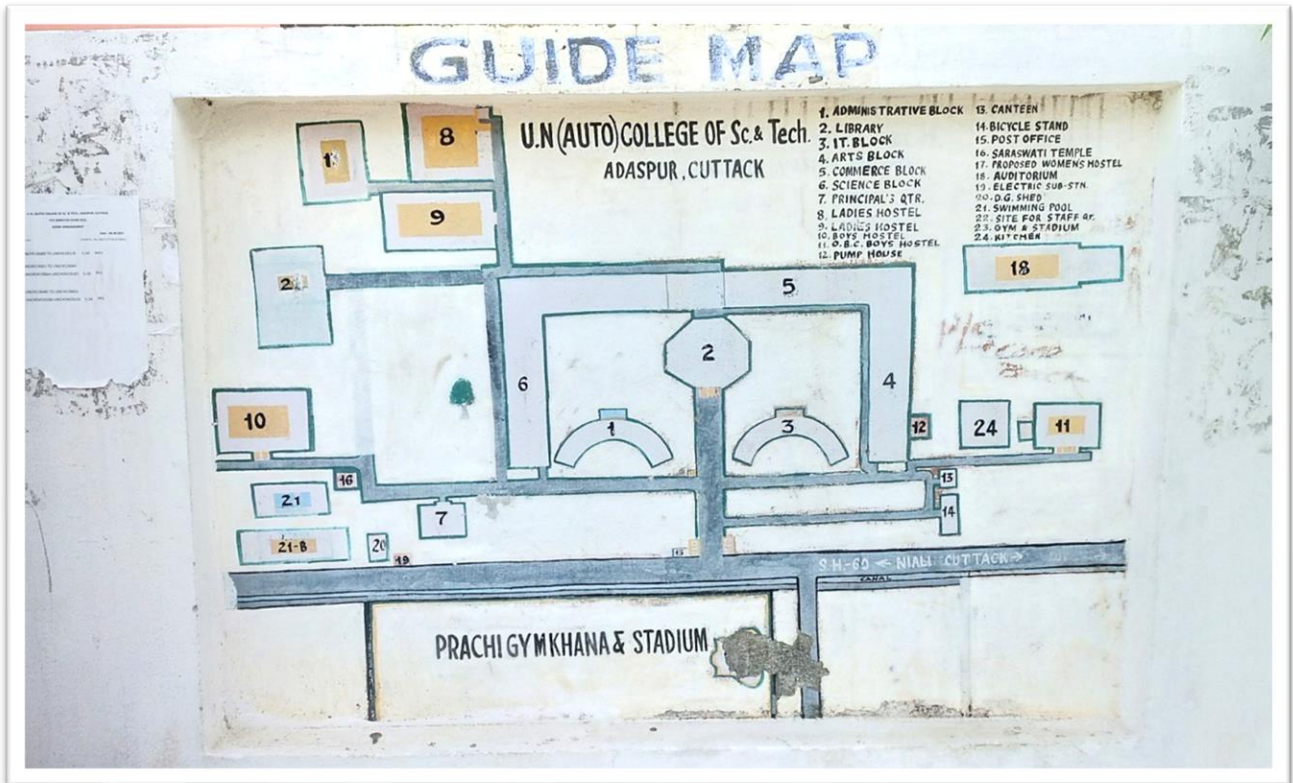 GUIDE MAP
U.N(AUTO)COLLEGE OF Sc.& Tech.
ADASPUR, CUTTACK
1. ADMINISTRATIVE BLOCK
2. LIBRARY
3. IT. BLOCK
4. ARTS BLOCK
5. COMMERCE BLOCK
6. SCIENCE BLOCK
7. PRINCIPAL'S QTR.
8. LADIES HOSTEL
9. LADIES HOSTEL
10. BOYS HOSTEL
11. O.B.C. BOYS HOSTEL
12. PUMP HOUSE
13. CANTEEN
14. BICYCLE STAND
15. POST OFFICE
16. SARASWATI TEMPLE
17. PROPOSED WOMEN'S HOSTEL
18. AUDITORIUM
19. ELECTRIC SUB-STN.
20. D.G. SHED
21. SWIMMING POOL
22. SITE FOR STAFF Qr.
23. GYM & STADIUM
24. KITCHEN
8
9
18
5
2
6
4
1
3
10
12
24
11
16
21
7
13
14
21-B
20
19
15
S.H-60 ← NIALI CUTTACK →
CANAL
PRACHI GYMKHANA & STADIUM